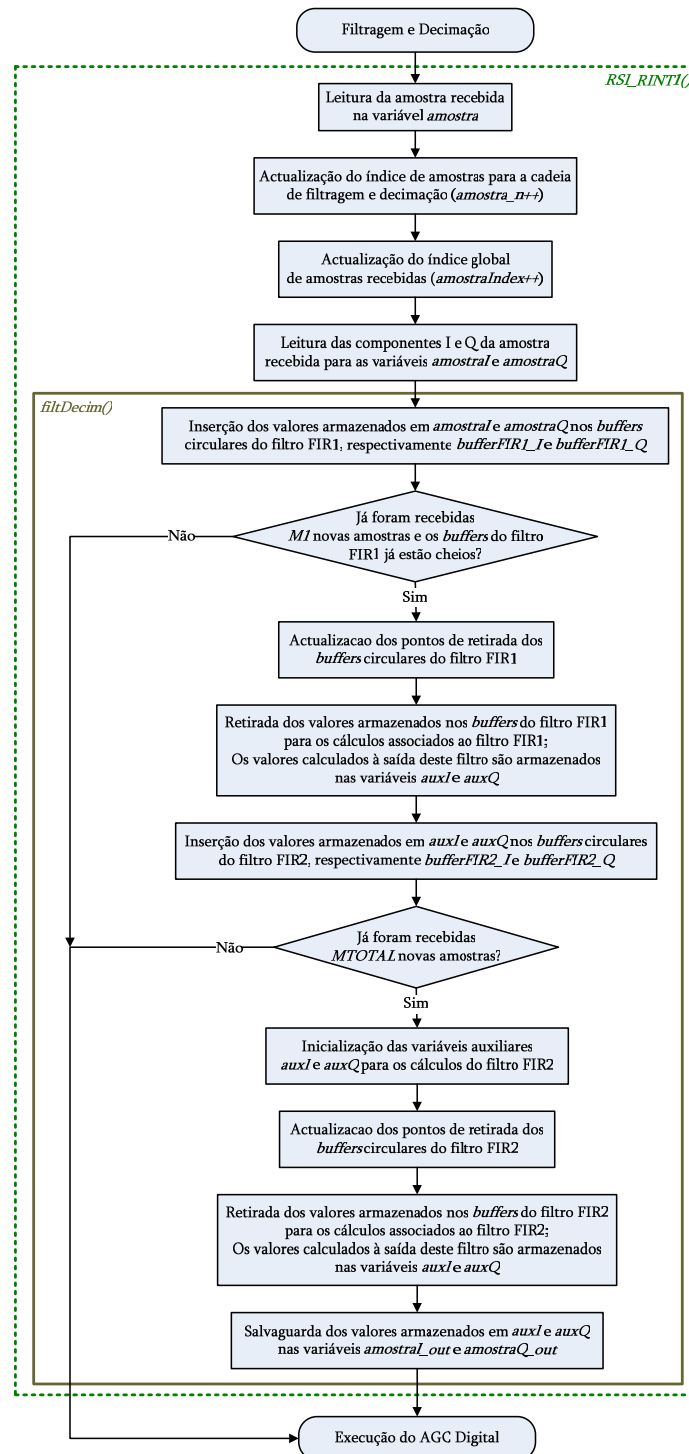 Filtragem e Decimação
RSI_RINT1()
Leitura da amostra recebida
na variável amostra
Actualização do índice de amostras para a cadeia
de filtragem e decimação (amostra_n++)
Actualização do índice global
de amostras recebidas (amostraIndex++)
Leitura das componentes I e Q da amostra
recebida para as variáveis amostraI e amostraQ
filtDecim()
Inserção dos valores armazenados em amostraI e amostraQ nos buffers
circulares do filtro FIR1, respectivamente bufferFIR1_I e bufferFIR1_Q
Já foram recebidas
M1 novas amostras e os buffers do filtro
FIR1 já estão cheios?
Não
Sim
Actualizacao dos pontos de retirada dos
buffers circulares do filtro FIR1
Retirada dos valores armazenados nos buffers do filtro FIR1
para os cálculos associados ao filtro FIR1;
Os valores calculados à saída deste filtro são armazenados
nas variáveis auxI e auxQ
Inserção dos valores armazenados em auxI e auxQ nos buffers circulares
do filtro FIR2, respectivamente bufferFIR2_I e bufferFIR2_Q
Já foram recebidas
MTOTAL novas amostras?
Não
Sim
Inicialização das variáveis auxiliares
auxI e auxQ para os cálculos do filtro FIR2
Actualizacao dos pontos de retirada dos
buffers circulares do filtro FIR2
Retirada dos valores armazenados nos buffers do filtro FIR2
para os cálculos associados ao filtro FIR2;
Os valores calculados à saída deste filtro são armazenados
nas variáveis auxI e auxQ
Salvaguarda dos valores armazenados em auxI e auxQ
nas variáveis amostraI_out e amostraQ_out
Execução do AGC Digital